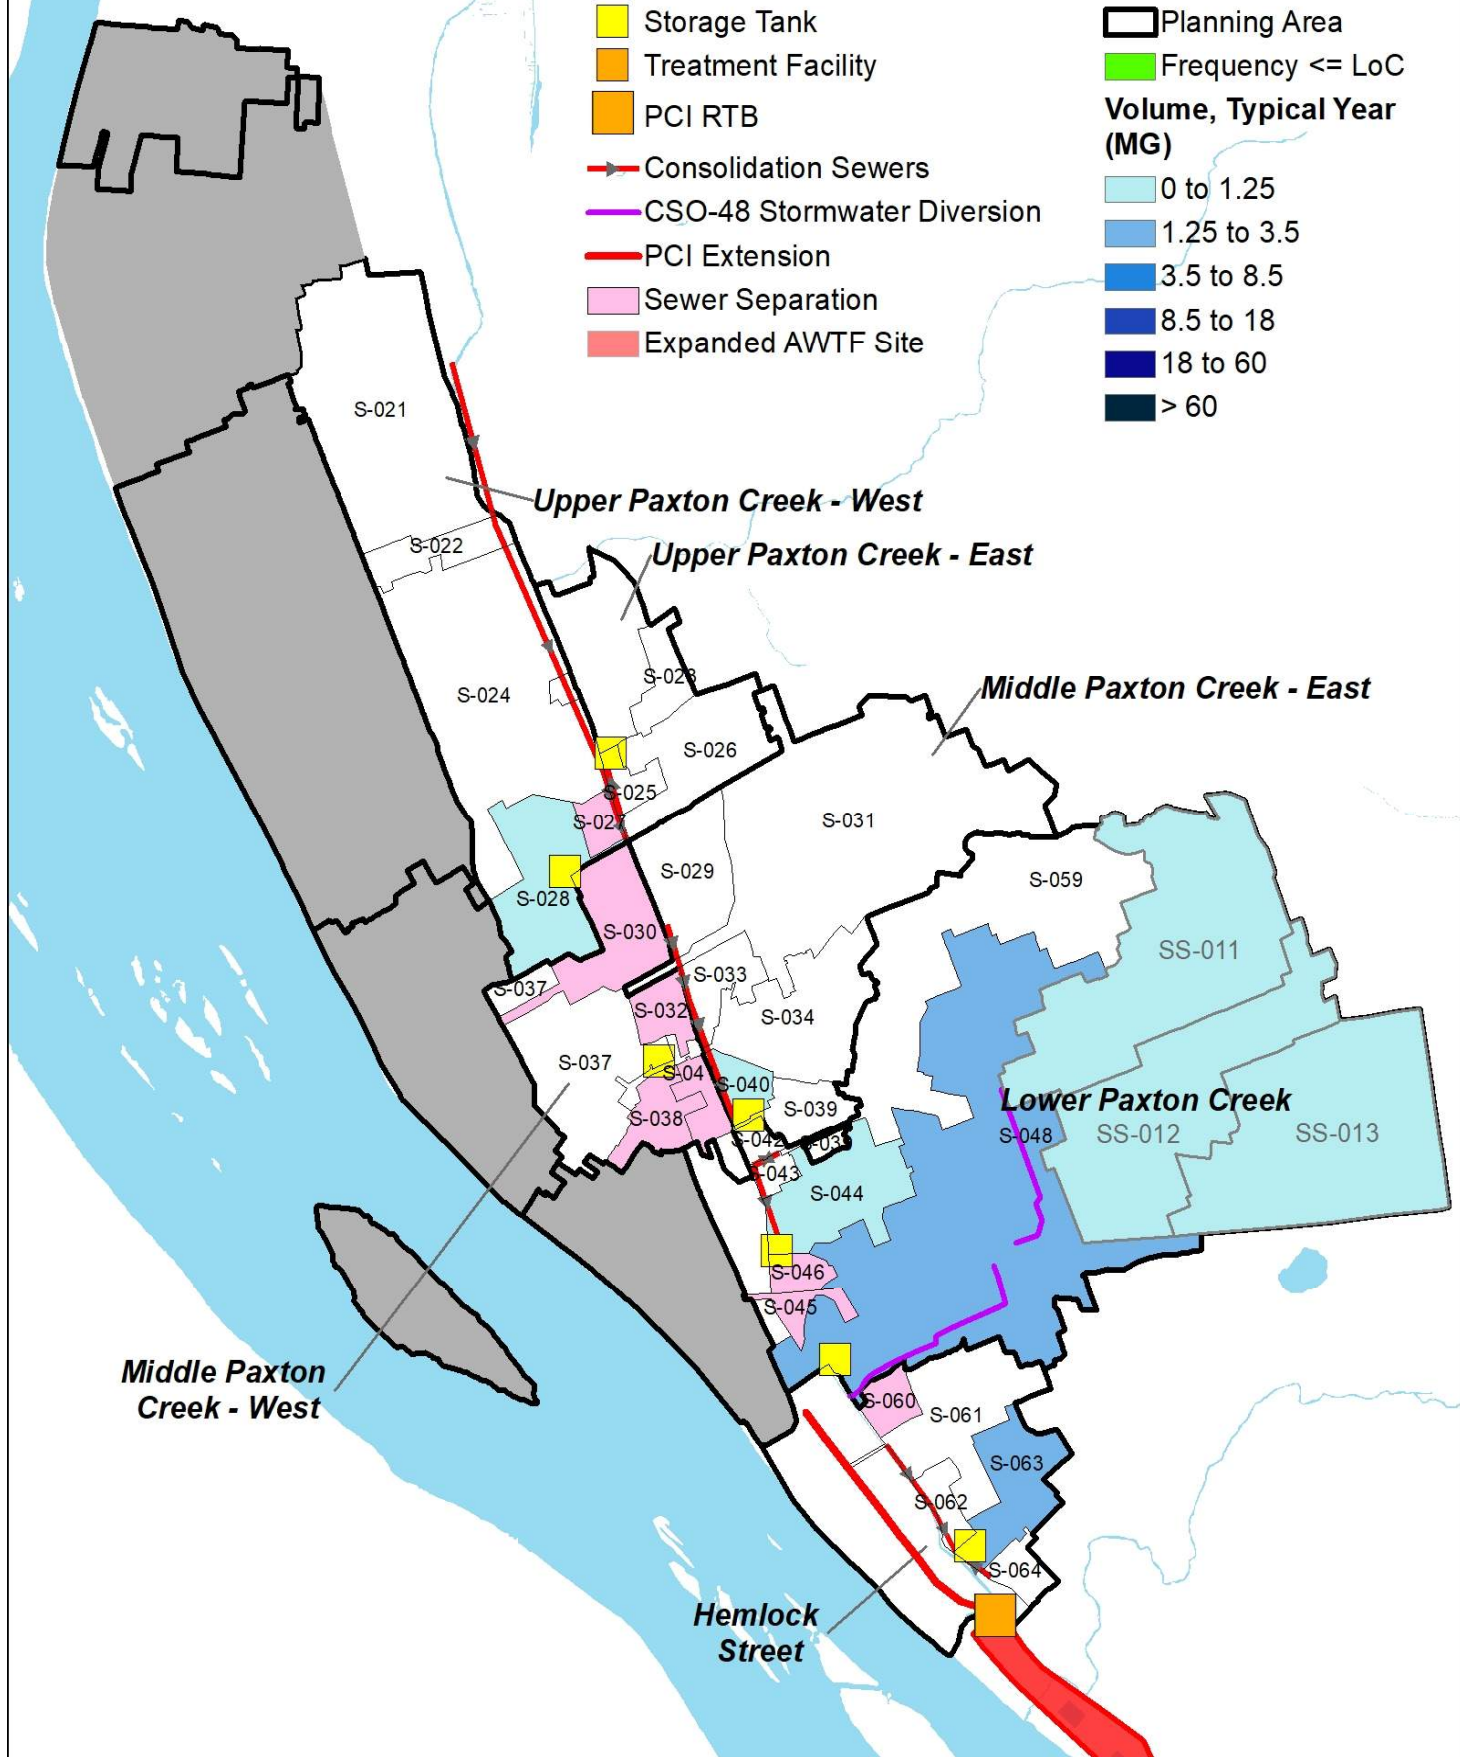 Storage Tank
Treatment Facility
PCI RTB
Consolidation Sewers
CSO-48 Stormwater Diversion
PCI Extension
Sewer Separation
Expanded AWTF Site
Planning Area
Frequency <= LoC
Volume, Typical Year
(MG)
0 to 1.25
1.25 to 3.5
3.5 to 8.5
8.5 to 18
18 to 60
> 60
S-021
Upper Paxton Creek - West
S-022
Upper Paxton Creek - East
S-023
S-024
Middle Paxton Creek - East
S-026
S-025
S-027
S-031
S-029
S-059
S-028
S-030
SS-011
S-033
S-037
S-032
S-034
S-037
S-04
S-040
S-039
Lower Paxton Creek
S-038
S-048
SS-012
SS-013
S-042
S-039
S-043
S-044
S-046
S-045
Middle Paxton
Creek - West
S-060
S-061
S-063
S-062
S-064
Hemlock
Street